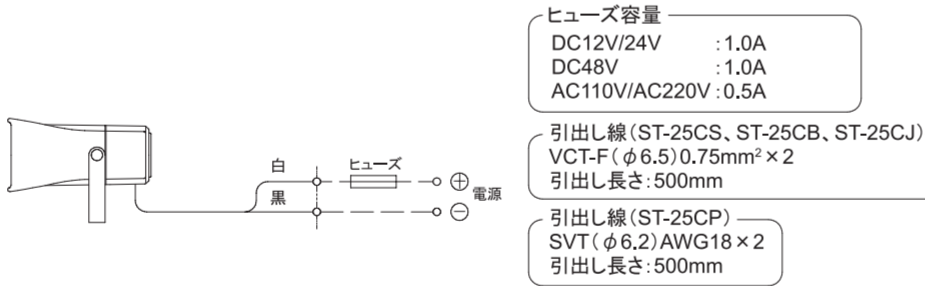 ヒューズ容量
DC12V/24V :1.0A
DC48V :1.0A
AC110V/AC220V :0.5A
引出し線(ST-25CS、ST-25CB、ST-25CJ)
VCT-F(φ6.5)0.75mm²×2
引出し長さ:500mm
引出し線(ST-25CP)
SVT(φ6.2)AWG18×2
引出し長さ:500mm
白
ヒューズ
⊕
黒
電源
⊖